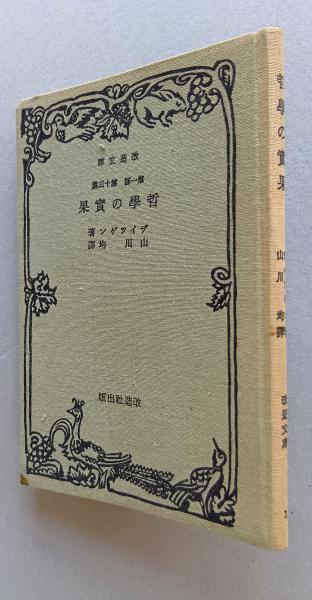 庫文造改
篇三十第 部一第
果實の學哲
著ンゲツイデ
譯 均 川山
版出社造改
哲學の實果
山川 均譯
改造文庫